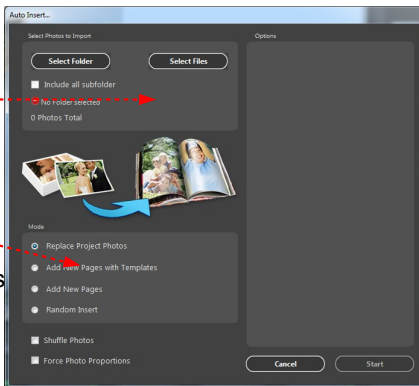 Auto Insert...
Select Photos to Import
Options
Select Folder
Select Files
Include all subfolder
No Folder selected
0 Photos Total
Mode
Replace Project Photos
Add New Pages with Templates
s
Add New Pages
Random Insert
Shuffle Photos
Force Photo Proportions
Cancel
Start